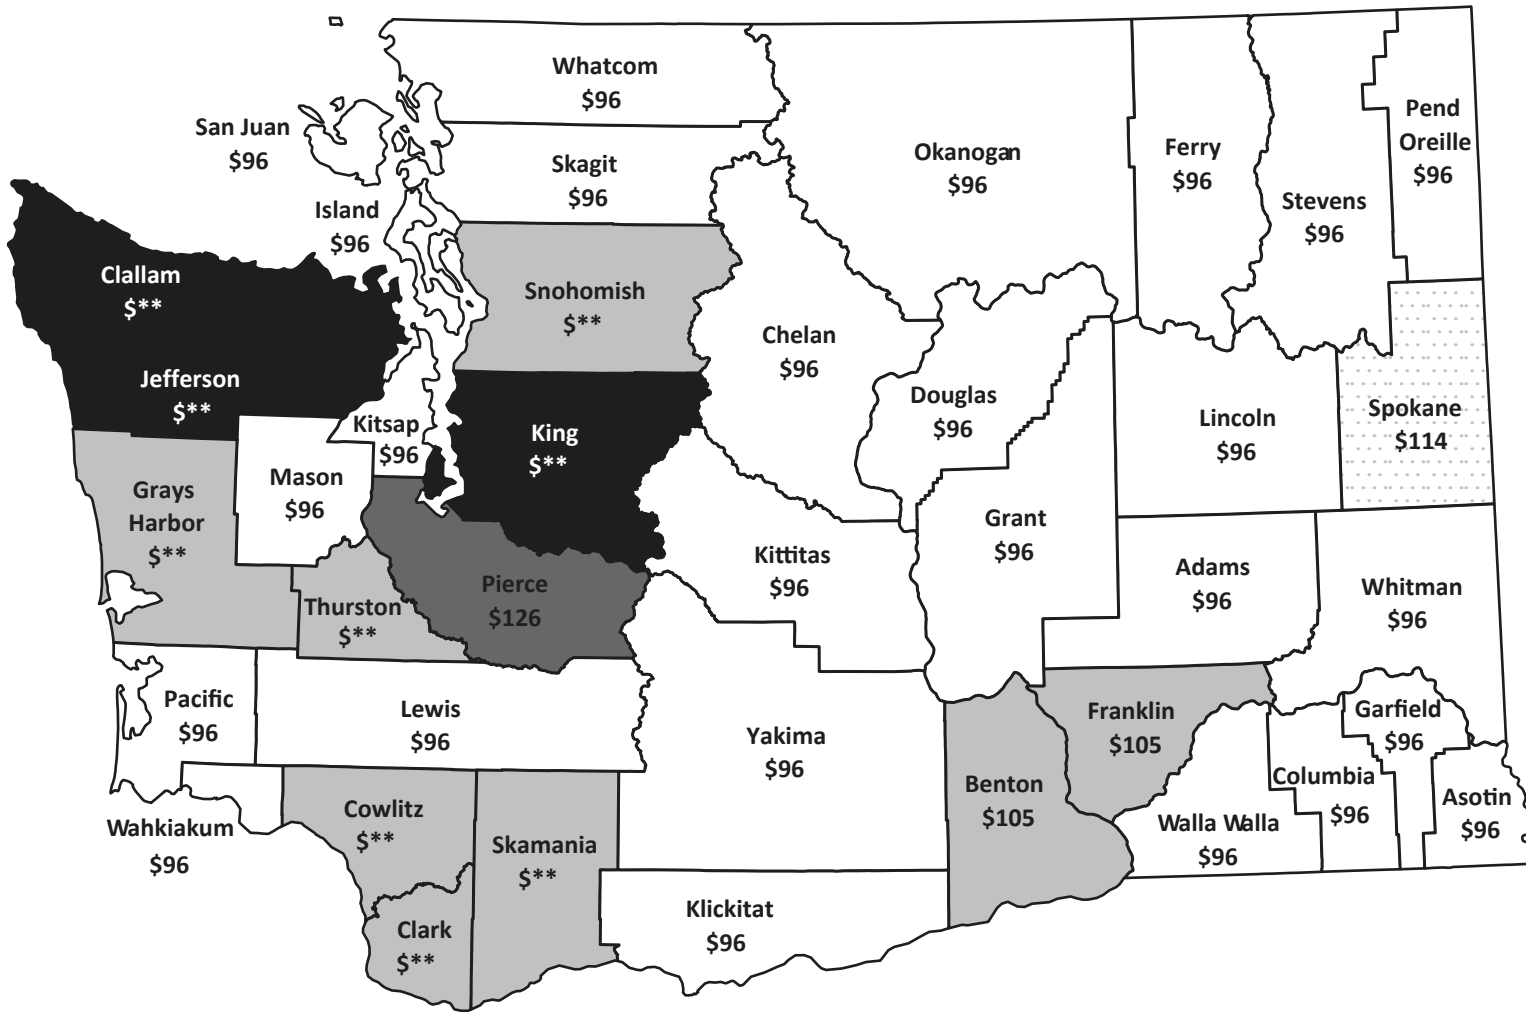 Whatcom
$96
San Juan
$96
Skagit
$96
Okanogan
$96
Ferry
$96
Pend
Oreille
$96
Stevens
$96
Island
$96
Clallam
$**
Snohomish
$**
Chelan
$96
Jefferson
$**
Kitsap
$96
King
$**
Douglas
$96
Lincoln
$96
Spokane
$114
Grays
Harbor
$**
Mason
$96
Grant
$96
Kittitas
$96
Adams
$96
Whitman
$96
Thurston
$**
Pierce
$126
Pacific
$96
Lewis
$96
Yakima
$96
Franklin
$105
Garfield
$96
Benton
$105
Columbia
$96
Asotin
$96
Walla Walla
$96
Wahkiakum
$96
Cowlitz
$**
Skamania
$**
Clark
$**
Klickitat
$96